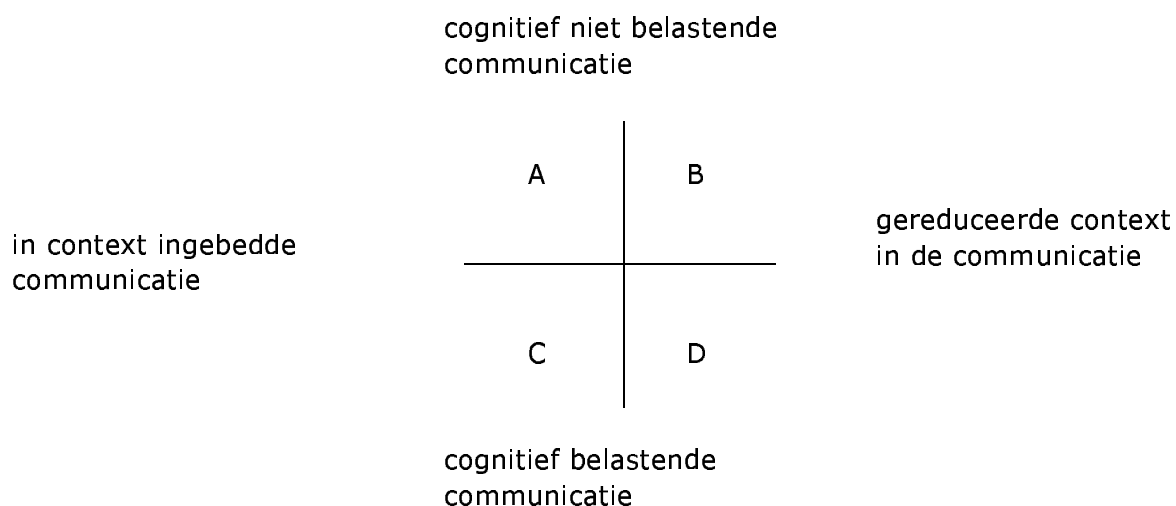 cognitief niet belastende
communicatie
A
B
gereduceerde context
in de communicatie
in context ingebedde
communicatie
C
D
cognitief belastende
communicatie